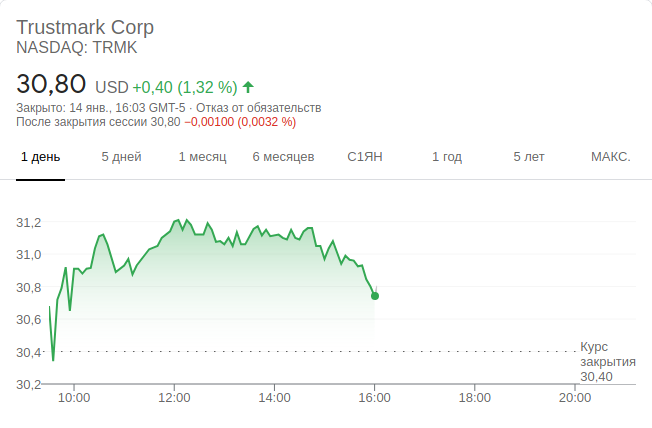 Trustmark Corp
NASDAQ: TRMK
30,80 USD +0,40 (1,32 %)
Закрыто: 14 янв., 16:03 GMT-5 · Отказ от обязательств
После закрытия сессии 30,80 −0,00100 (0,0032 %)
1 день 5 дней 1 месяц 6 месяцев С1ЯН 1 год 5 лет МАКС.
31,2
31,0
30,8
30,6
30,4
30,2
Курс
закрытия
30,40
10:00 12:00 14:00 16:00 18:00 20:00